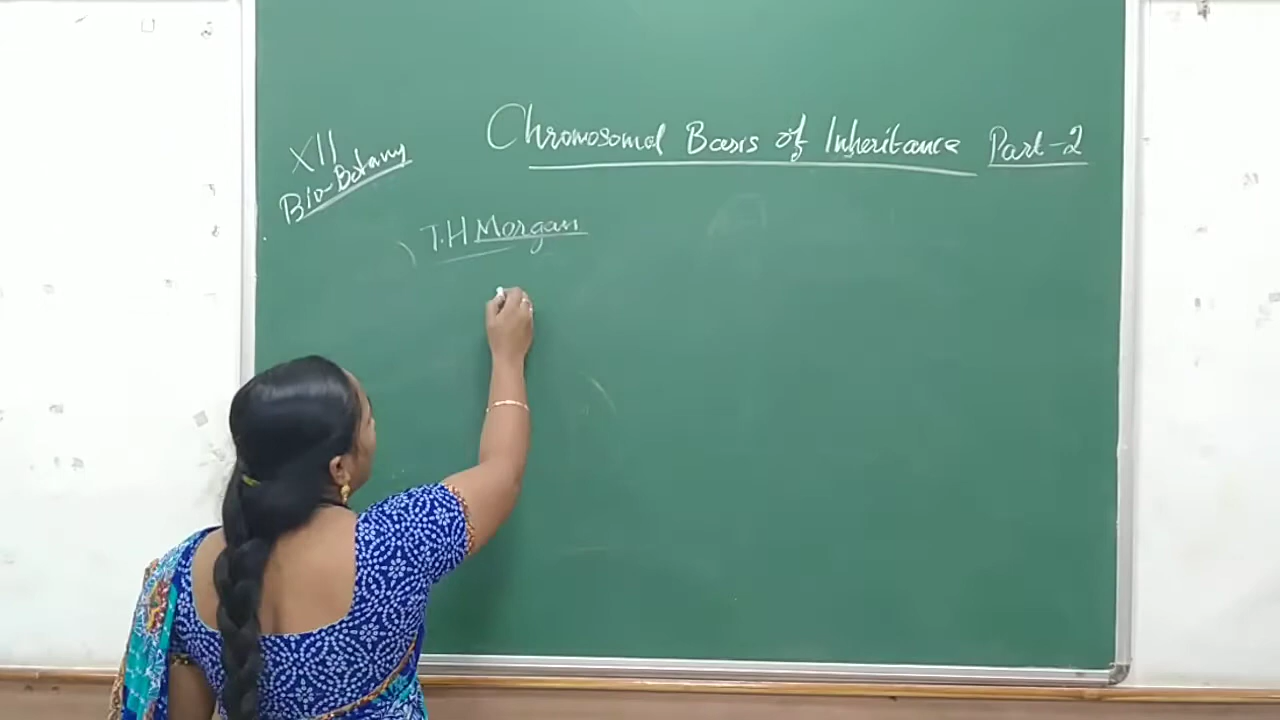 Chromosomal Basis of Inheritance Part-2
XII
Bio-Botany
T.H Morgan